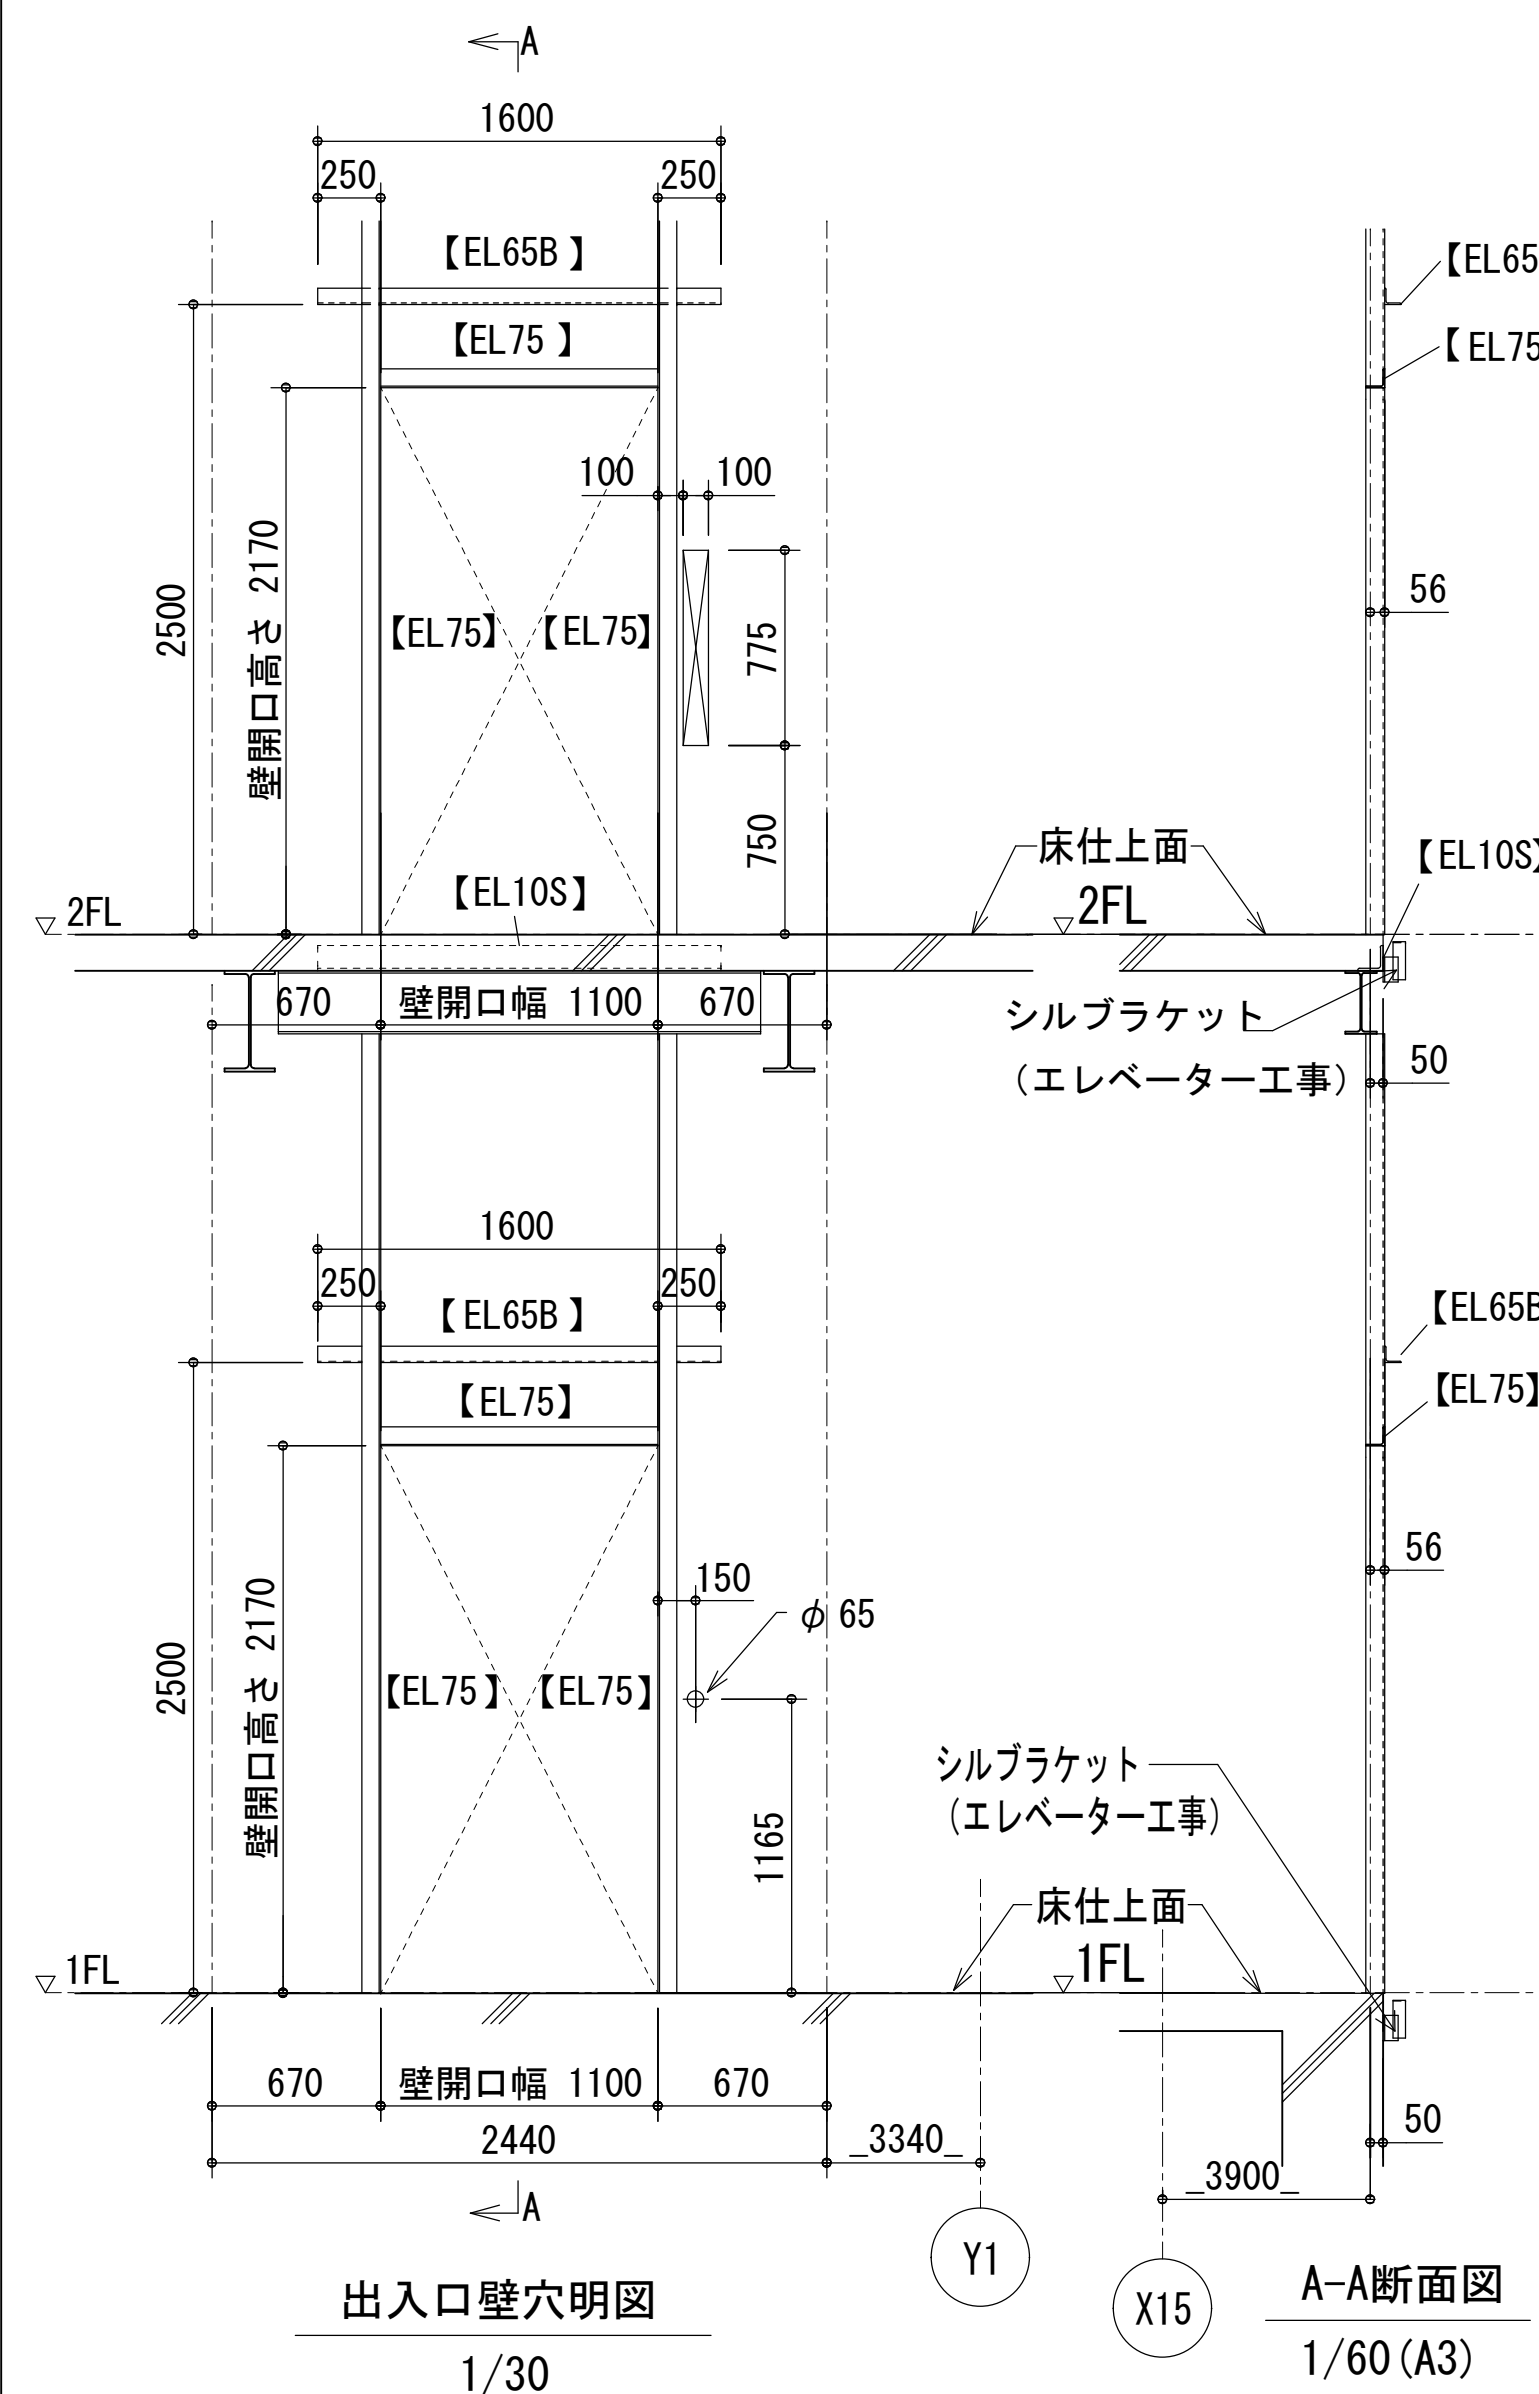 A
1600
250
250
【EL65B】
【EL65
【EL75】
【EL75
100
100
2500
壁開口高さ 2170
56
【EL75】
【EL75】
775
750
床仕上面
【EL10S】
【EL10S】
2FL
2FL
670
壁開口幅 1100
670
シルブラケット
(エレベーター工事)
50
1600
250
250
【EL65B】
【EL65B
【EL75】
【EL75】
56
150
φ65
2500
壁開口高さ 2170
【EL75】
【EL75】
シルブラケット
(エレベーター工事)
1165
床仕上面
1FL
1FL
670
壁開口幅 1100
670
50
2440
_3340_
_3900_
A
Y1
X15
出入口壁穴明図
1/30
A-A断面図
1/60(A3)